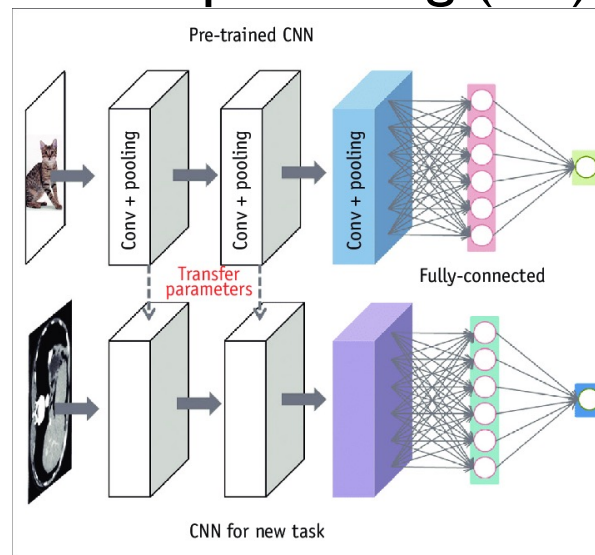 Pre-trained CNN
Conv + pooling
Conv + pooling
Conv + pooling
Transfer
parameters
Fully-connected
CNN for new task